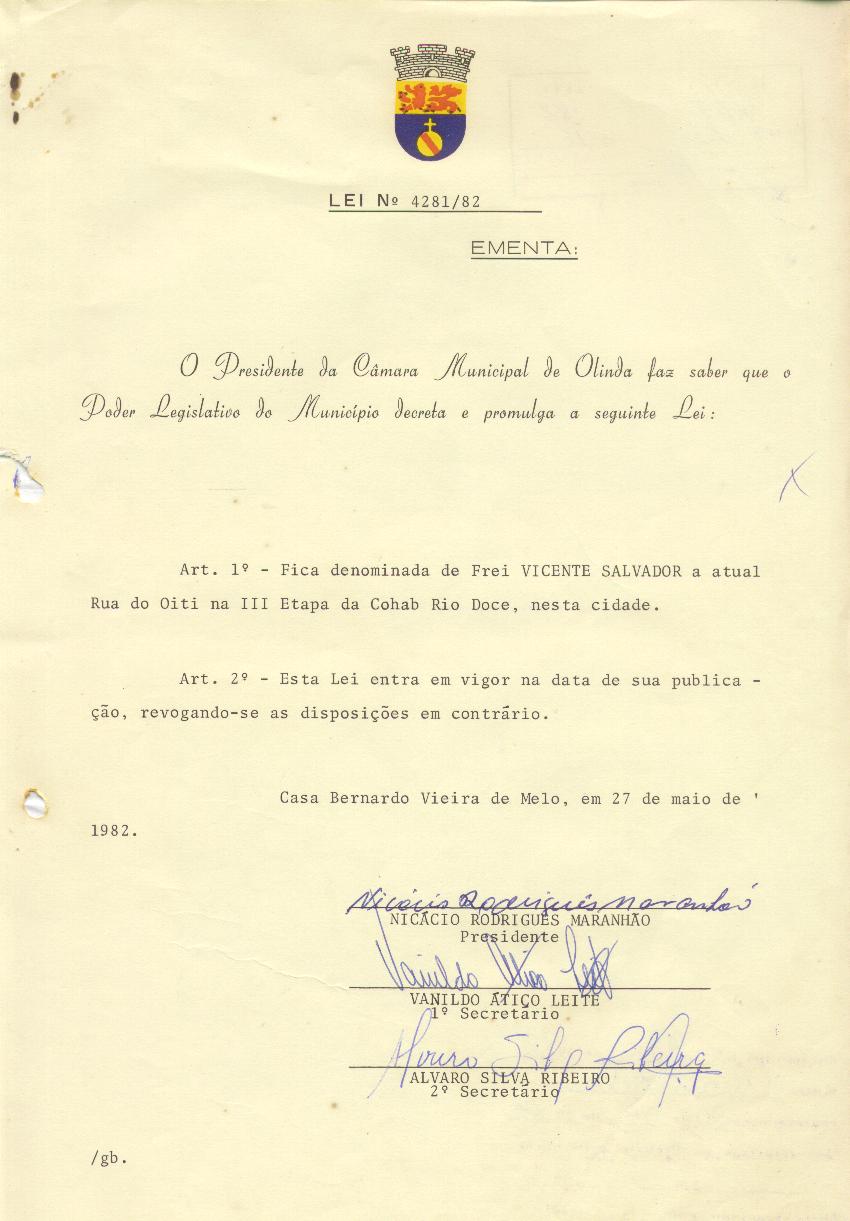 LEI Nº 4281/82
EMENTA:
O Presidente da Câmara Municipal de Olinda faz saber que o
Poder Legislativo do Município decreta e promulga a seguinte Lei:
Art. 1º - Fica denominada de Frei VICENTE SALVADOR a atual
Rua do Oiti na III Etapa da Cohab Rio Doce, nesta cidade.
Art. 2º - Esta Lei entra em vigor na data de sua publica -
ção, revogando-se as disposições em contrário.
Casa Bernardo Vieira de Melo, em 27 de maio de '
1982.
Nicácio Rodrigues Maranhão
NICÁCIO RODRIGUES MARANHÃO
Presidente
Vanildo Ático Leite
VANILDO ÁTICO LEITE
1º Secretário
Alvaro Silva Ribeiro
ALVARO SILVA RIBEIRO
2º Secretário
/gb.